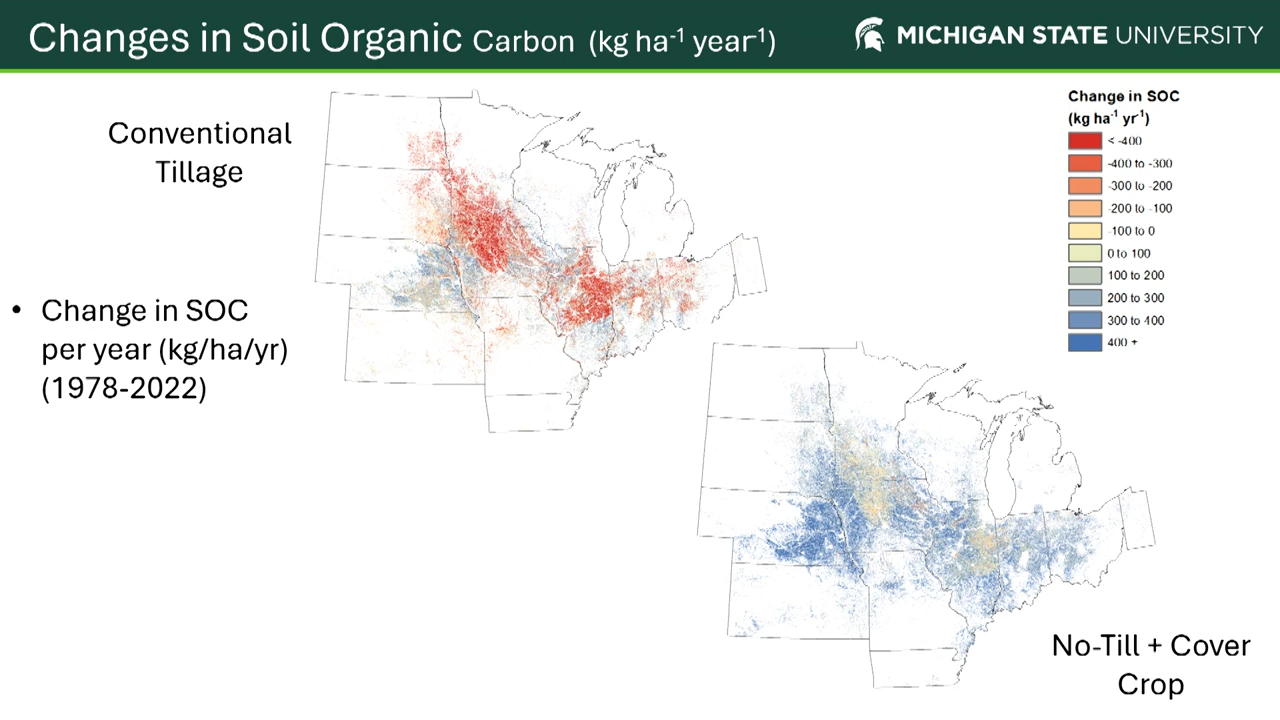 Changes in Soil Organic Carbon (kg ha-1 year-1)
MICHIGAN STATE UNIVERSITY
Conventional
Tillage
• Change in SOC
per year (kg/ha/yr)
(1978-2022)
Change in SOC
(kg ha-1 yr-1)
< -400
-400 to -300
-300 to -200
-200 to -100
-100 to 0
0 to 100
100 to 200
200 to 300
300 to 400
400 +
No-Till + Cover
Crop